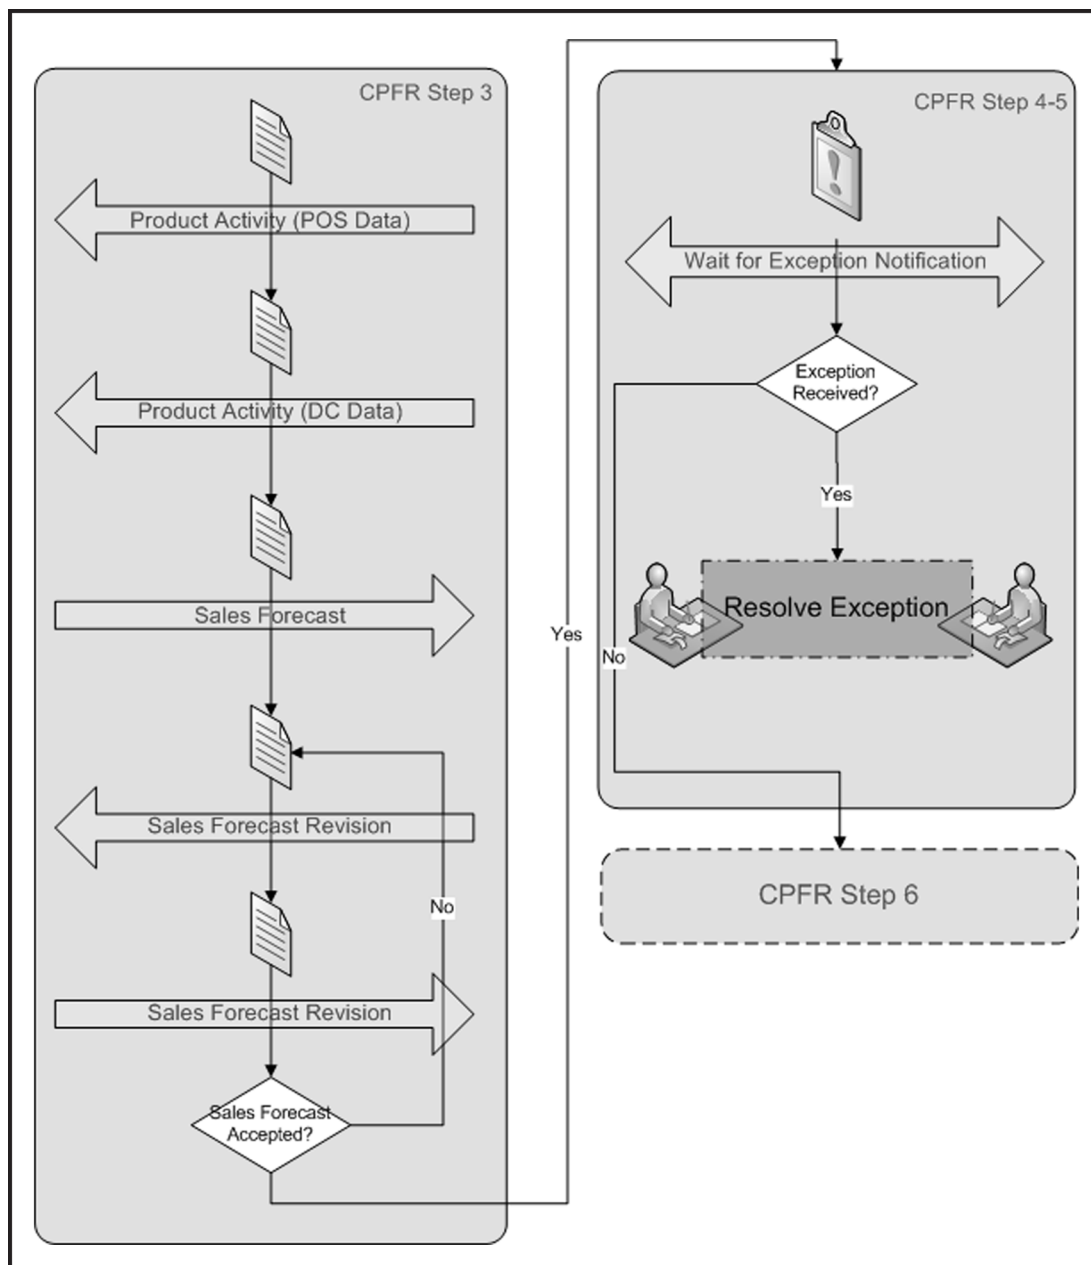 CPFR Step 3
Product Activity (POS Data)
Product Activity (DC Data)
Sales Forecast
Sales Forecast Revision
No
Sales Forecast Revision
Sales Forecast
Accepted?
Yes
CPFR Step 4-5
Wait for Exception Notification
Exception
Received?
Yes
Resolve Exception
No
CPFR Step 6